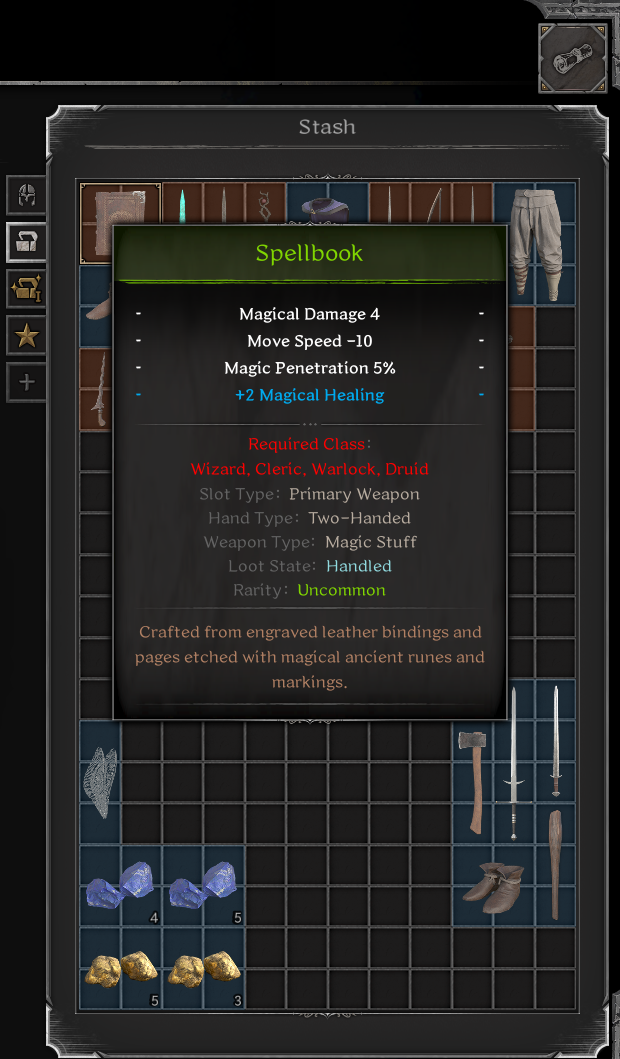 Stash
Spellbook
- Magical Damage 4 -
- Move Speed -10 -
- Magic Penetration 5% -
- +2 Magical Healing -
Required Class:
Wizard, Cleric, Warlock, Druid
Slot Type: Primary Weapon
Hand Type: Two-Handed
Weapon Type: Magic Stuff
Loot State: Handled
Rarity: Uncommon
Crafted from engraved leather bindings and
pages etched with magical ancient runes and
markings.
4 5
5 3